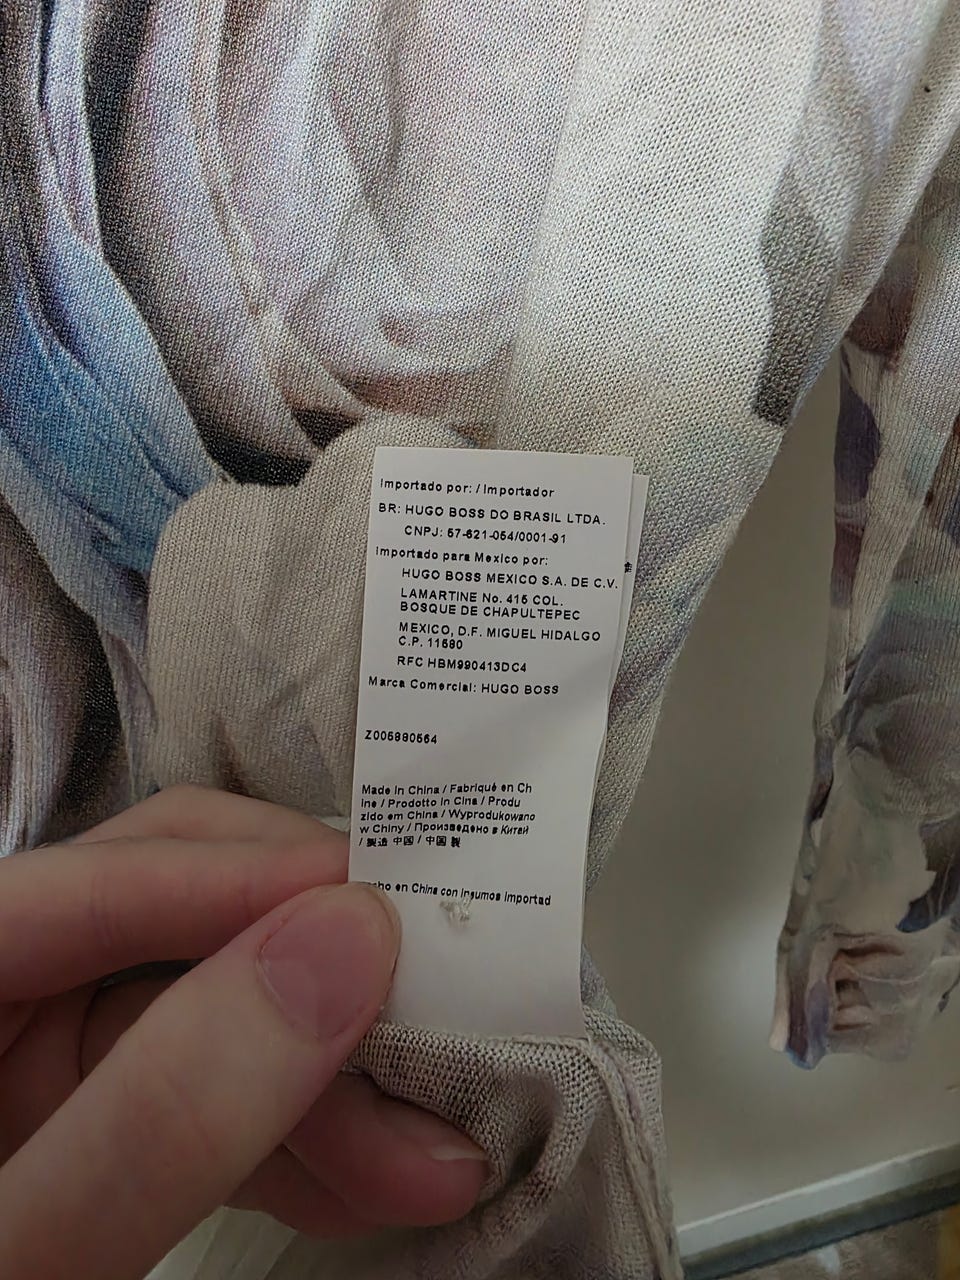 Importado por: / Importador
BR: HUGO BOSS DO BRASIL LTDA.
CNPJ: 57-621-054/0001-91
Importado para Mexico por:
HUGO BOSS MEXICO S.A. DE C.V.
LAMARTINE No. 415 COL.
BOSQUE DE CHAPULTEPEC
MEXICO, D.F. MIGUEL HIDALGO
C.P. 11580
RFC HBM990413DC4
Marca Comercial: HUGO BOSS
Z005980564
Made in China / Fabriqué en Ch
ine / Prodotto in Cina / Produ
zido em China / Wyprodukowano
w Chiny / Произведено в Китай
/ 製造 中国 / 中國 製
cho en China con insumos importad